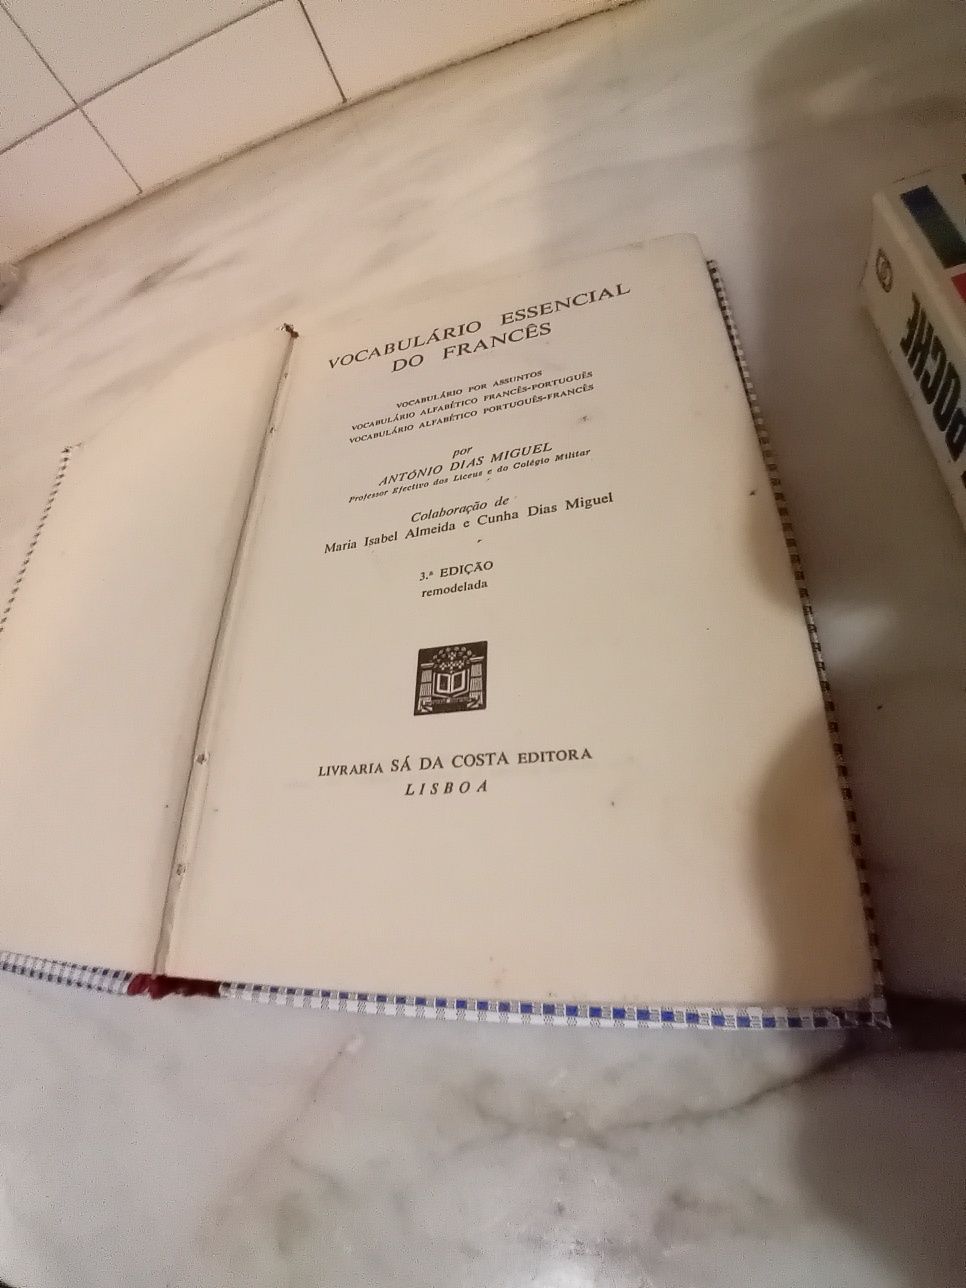 VOCABULÁRIO ESSENCIAL
DO FRANCÊS
VOCABULÁRIO POR ASSUNTOS
VOCABULÁRIO ALFABÉTICO FRANCÊS-PORTUGUÊS
VOCABULÁRIO ALFABÉTICO PORTUGUÊS-FRANCÊS
por
ANTÓNIO DIAS MIGUEL
Professor Efectivo dos Liceus e do Colégio Militar
Colaboração de
Maria Isabel Almeida e Cunha Dias Miguel
3.ª EDIÇÃO
remodelada
LIVRARIA SÁ DA COSTA EDITORA
LISBOA
POCHE